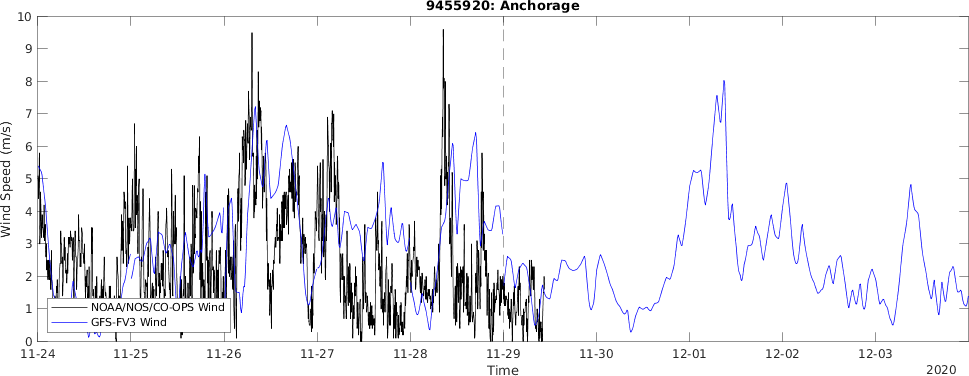 9455920: Anchorage
Wind Speed (m/s)
10
9
8
7
6
5
4
3
2
1
0
NOAA/NOS/CO-OPS Wind
GFS-FV3 Wind
11-24 11-25 11-26 11-27 11-28 11-29 11-30 12-01 12-02 12-03
Time
2020